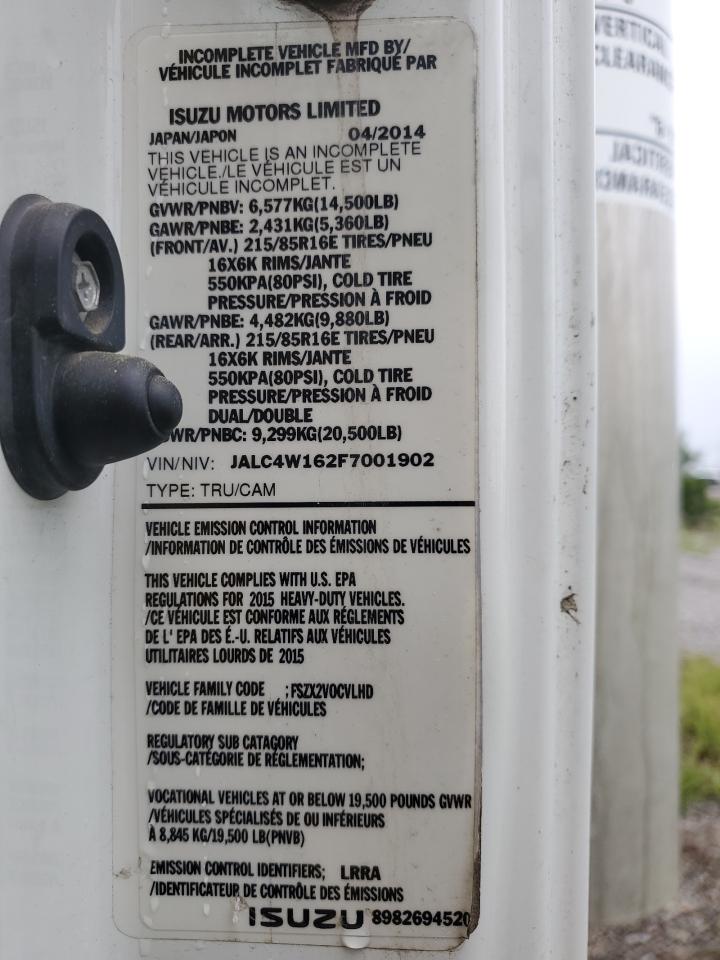 INCOMPLETE VEHICLE MFD BY/
VÉHICULE INCOMPLET FABRIQUÉ PAR
ISUZU MOTORS LIMITED
JAPAN/JAPON 04/2014
THIS VEHICLE IS AN INCOMPLETE
VEHICLE./LE VÉHICULE EST UN
VÉHICULE INCOMPLET.
GVWR/PNBV: 6,577KG(14,500LB)
GAWR/PNBE: 2,431KG(5,360LB)
(FRONT/AV.) 215/85R16E TIRES/PNEU
16X6K RIMS/JANTE
550KPA(80PSI), COLD TIRE
PRESSURE/PRESSION À FROID
GAWR/PNBE: 4,482KG(9,880LB)
(REAR/ARR.) 215/85R16E TIRES/PNEU
16X6K RIMS/JANTE
550KPA(80PSI), COLD TIRE
PRESSURE/PRESSION À FROID
DUAL/DOUBLE
WR/PNBC: 9,299KG(20,500LB)
VIN/NIV: JALC4W162F7001902
TYPE: TRU/CAM
VEHICLE EMISSION CONTROL INFORMATION
/INFORMATION DE CONTRÔLE DES ÉMISSIONS DE VÉHICULES
THIS VEHICLE COMPLIES WITH U.S. EPA
REGULATIONS FOR 2015 HEAVY-DUTY VEHICLES.
/CE VÉHICULE EST CONFORME AUX RÉGLEMENTS
DE L' EPA DES É.-U. RELATIFS AUX VÉHICULES
UTILITAIRES LOURDS DE 2015
VEHICLE FAMILY CODE ;FSZX2VOCVLHD
/CODE DE FAMILLE DE VÉHICULES
REGULATORY SUB CATAGORY
/SOUS-CATÉGORIE DE RÉGLEMENTATION;
VOCATIONAL VEHICLES AT OR BELOW 19,500 POUNDS GVWR
/VÉHICULES SPÉCIALISÉS DE OU INFÉRIEURS
À 8,845 KG/19,500 LB(PNVB)
EMISSION CONTROL IDENTIFIERS; LRRA
/IDENTIFICATEUR DE CONTRÔLE DES ÉMISSIONS
ISUZU 8982694520
VERTICAL
CLEARANC